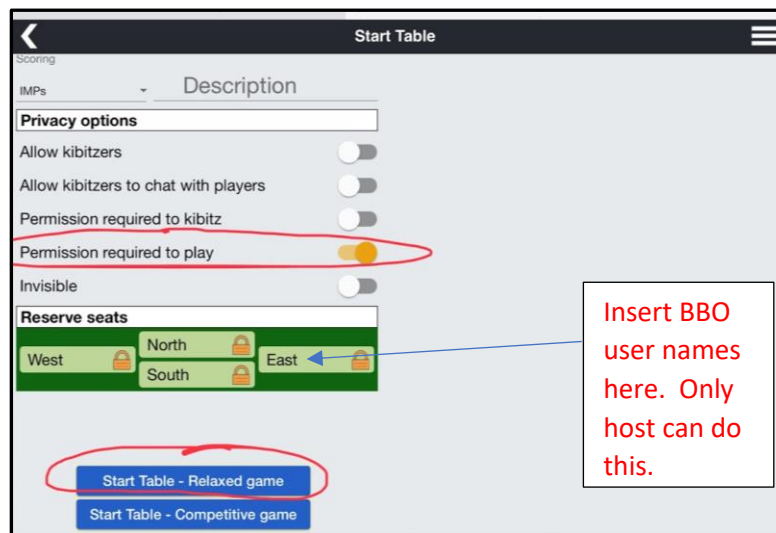 Start Table
Scoring
IMPs
Description
Privacy options
Allow kibitzers
Allow kibitzers to chat with players
Permission required to kibitz
Permission required to play
Invisible
Reserve seats
North
West
East
South
Insert BBO
user names
here. Only
host can do
this.
Start Table - Relaxed game
Start Table - Competitive game